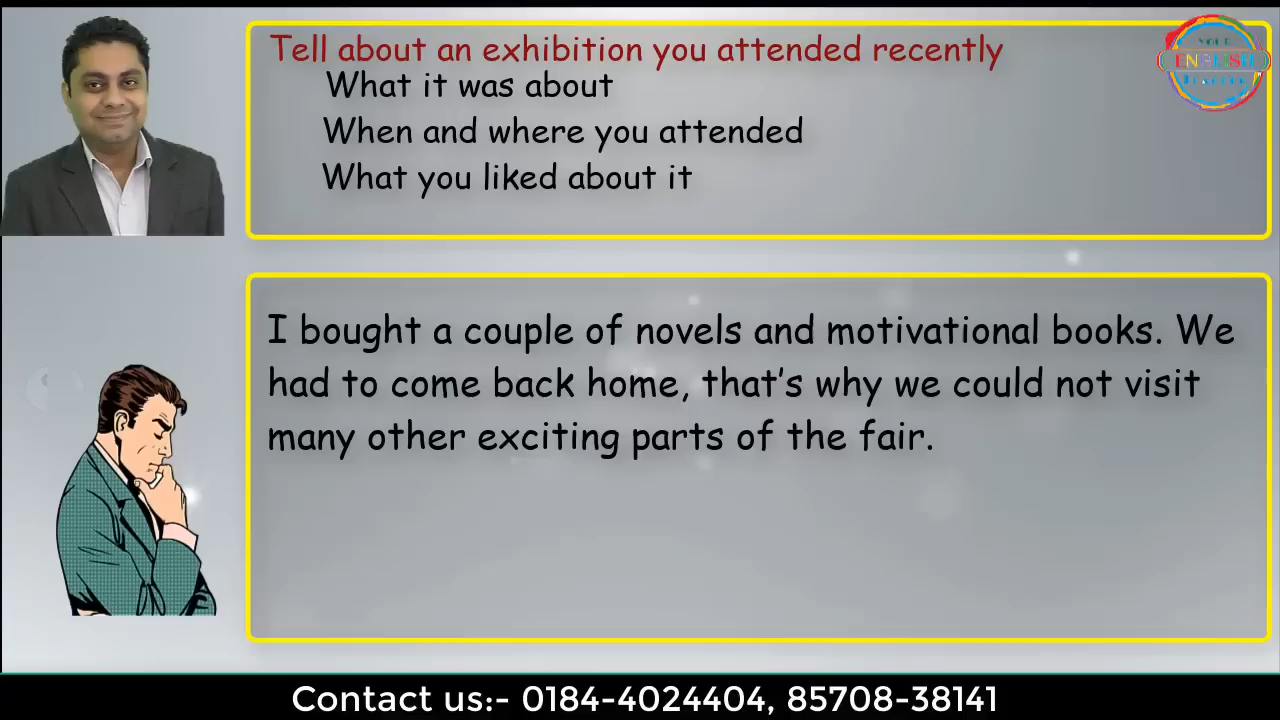 Tell about an exhibition you attended recently
What it was about
When and where you attended
What you liked about it
YOUR
ENGLISH
I bought a couple of novels and motivational books. We
had to come back home, that's why we could not visit
many other exciting parts of the fair.
Contact us:- 0184-4024404, 85708-38141